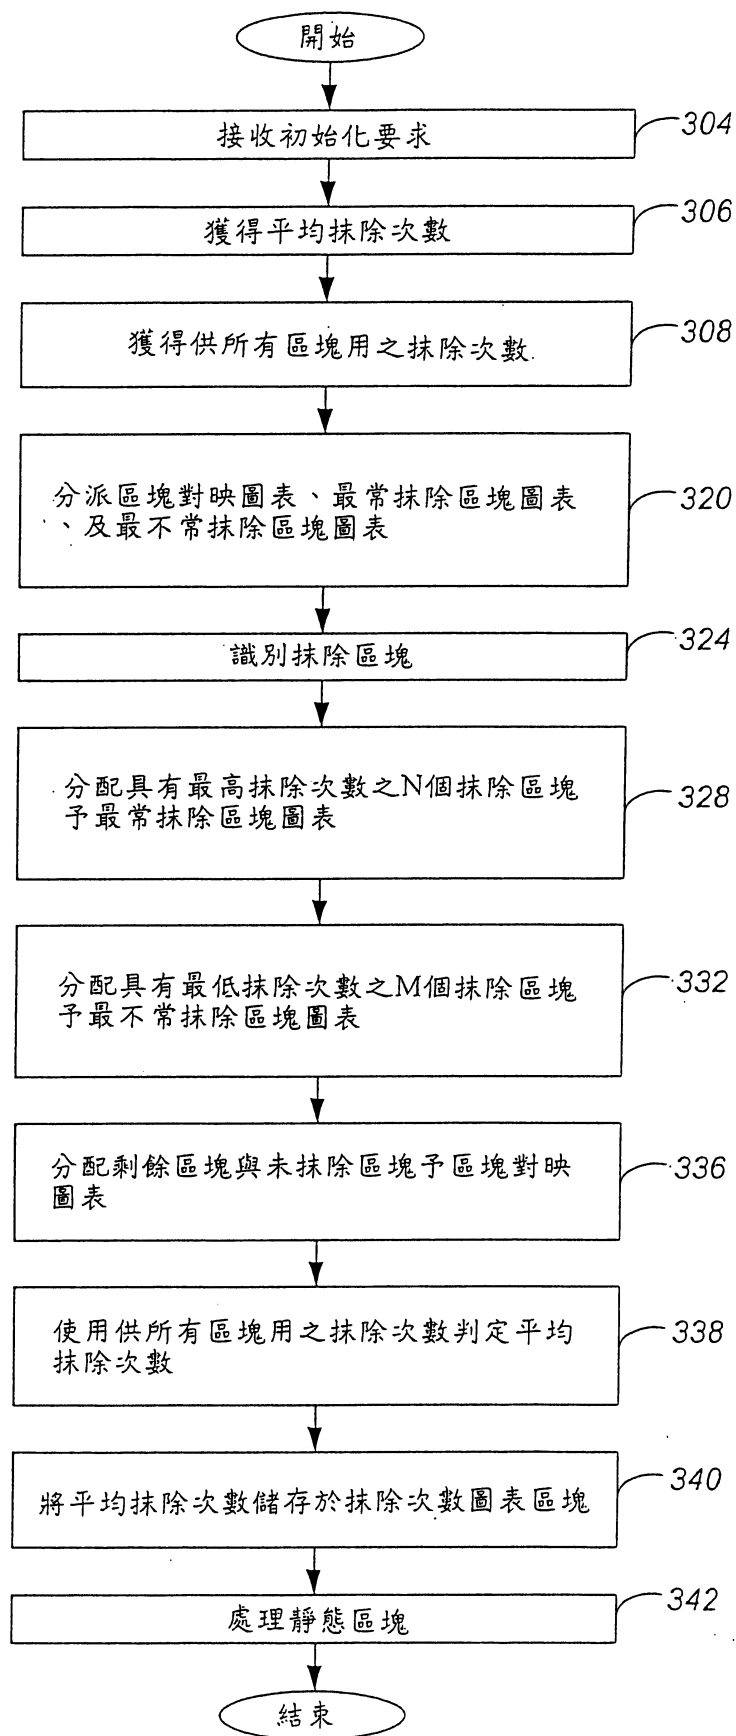 開始
接收初始化要求
304
獲得平均抹除次數
306
獲得供所有區塊用之抹除次數
308
分派區塊對映圖表、最常抹除區塊圖表
、及最不常抹除區塊圖表
320
識別抹除區塊
324
分配具有最高抹除次數之N個抹除區塊
予最常抹除區塊圖表
328
分配具有最低抹除次數之M個抹除區塊
予最不常抹除區塊圖表
332
分配剩餘區塊與未抹除區塊予區塊對映
圖表
336
使用供所有區塊用之抹除次數判定平均
抹除次數
338
將平均抹除次數儲存於抹除次數圖表區塊
340
處理靜態區塊
342
結束